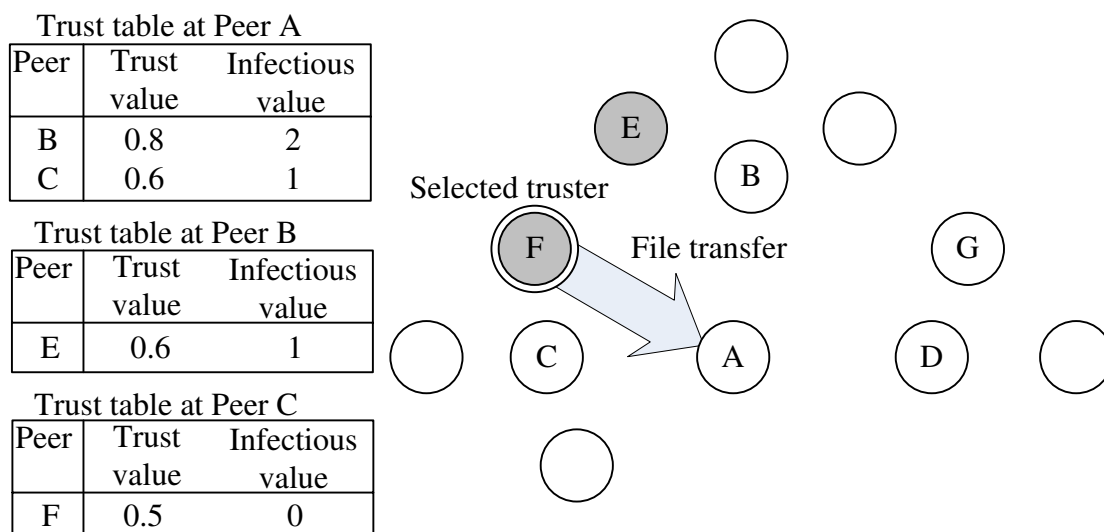 Trust table at Peer A
Peer Trust value Infectious value
B 0.8 2
C 0.6 1
Trust table at Peer B
Peer Trust value Infectious value
E 0.6 1
Trust table at Peer C
Peer Trust value Infectious value
F 0.5 0
E
B
Selected truster
F
File transfer
G
C
A
D